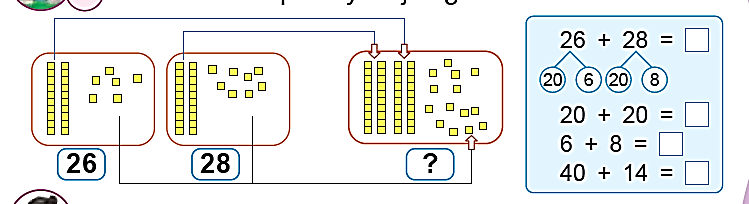 26 + 28 = □
20 6 20 8
20 + 20 = □
6 + 8 = □
40 + 14 = □
26 28 ?